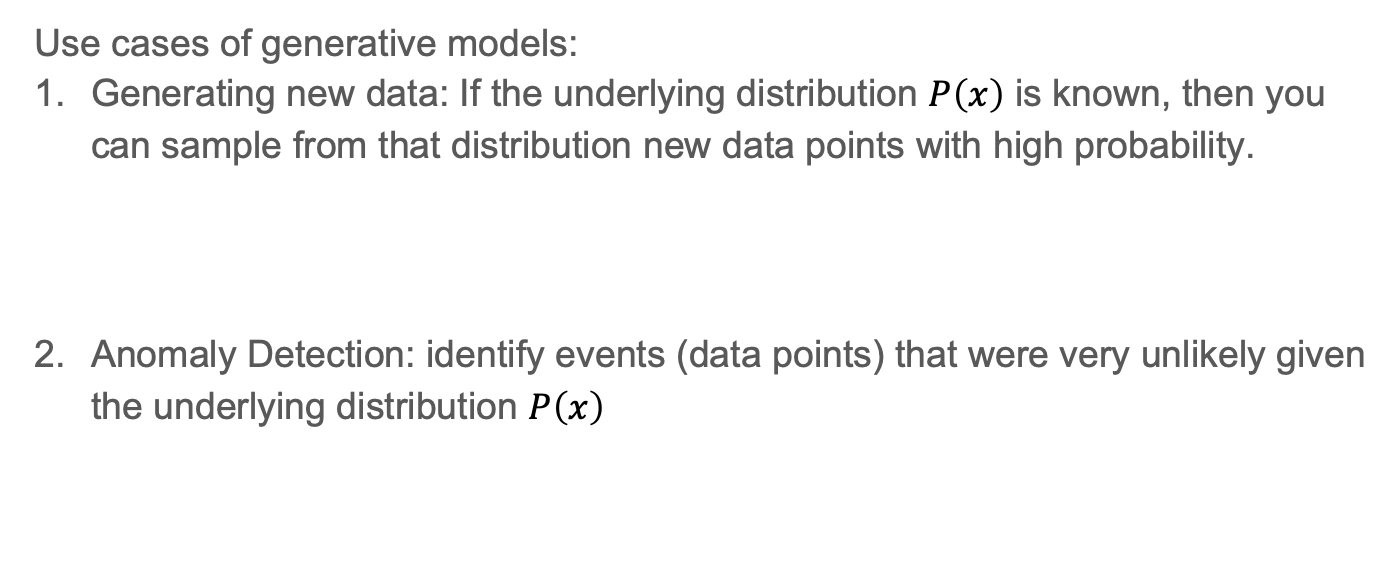 Use cases of generative models:
1. Generating new data: If the underlying distribution P(x) is known, then you
can sample from that distribution new data points with high probability.
2. Anomaly Detection: identify events (data points) that were very unlikely given
the underlying distribution P(x)